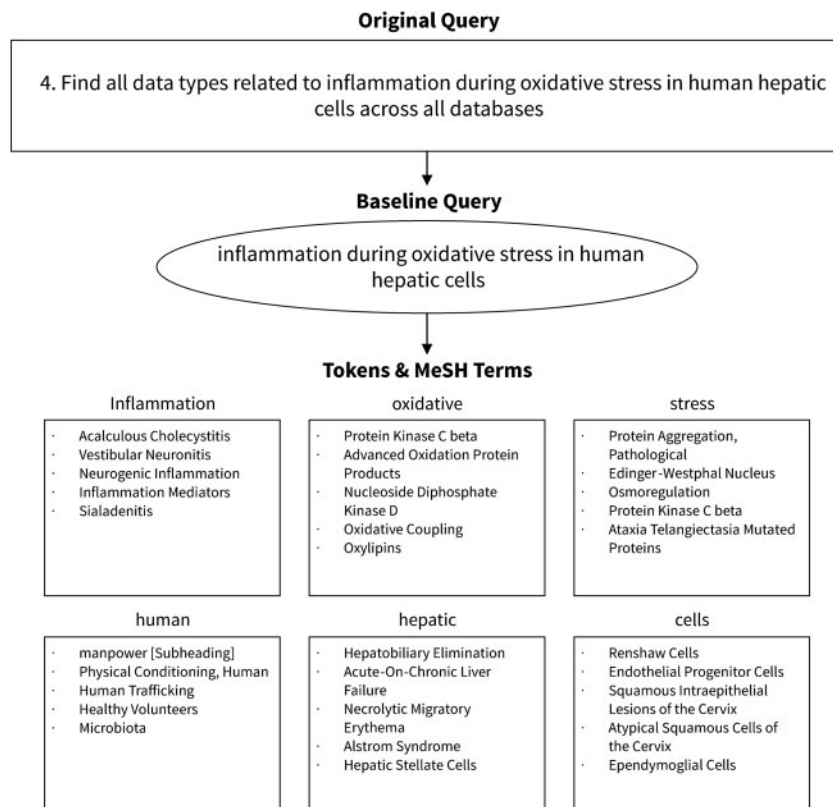 Original Query
4. Find all data types related to inflammation during oxidative stress in human hepatic
cells across all databases
Baseline Query
inflammation during oxidative stress in human
hepatic cells
Tokens & MeSH Terms
Inflammation
· Acalculous Cholecystitis
· Vestibular Neuronitis
· Neurogenic Inflammation
· Inflammation Mediators
· Sialadenitis
oxidative
· Protein Kinase C beta
· Advanced Oxidation Protein
Products
· Nucleoside Diphosphate
Kinase D
· Oxidative Coupling
· Oxylipins
stress
· Protein Aggregation,
Pathological
· Edinger-Westphal Nucleus
· Osmoregulation
· Protein Kinase C beta
· Ataxia Telangiectasia Mutated
Proteins
human
· manpower [Subheading]
· Physical Conditioning, Human
· Human Trafficking
· Healthy Volunteers
· Microbiota
hepatic
· Hepatobiliary Elimination
· Acute-On-Chronic Liver
Failure
· Necrolytic Migratory
Erythema
· Alstrom Syndrome
· Hepatic Stellate Cells
cells
· Renshaw Cells
· Endothelial Progenitor Cells
· Squamous Intraepithelial
Lesions of the Cervix
· Atypical Squamous Cells of
the Cervix
· Ependymoglial Cells